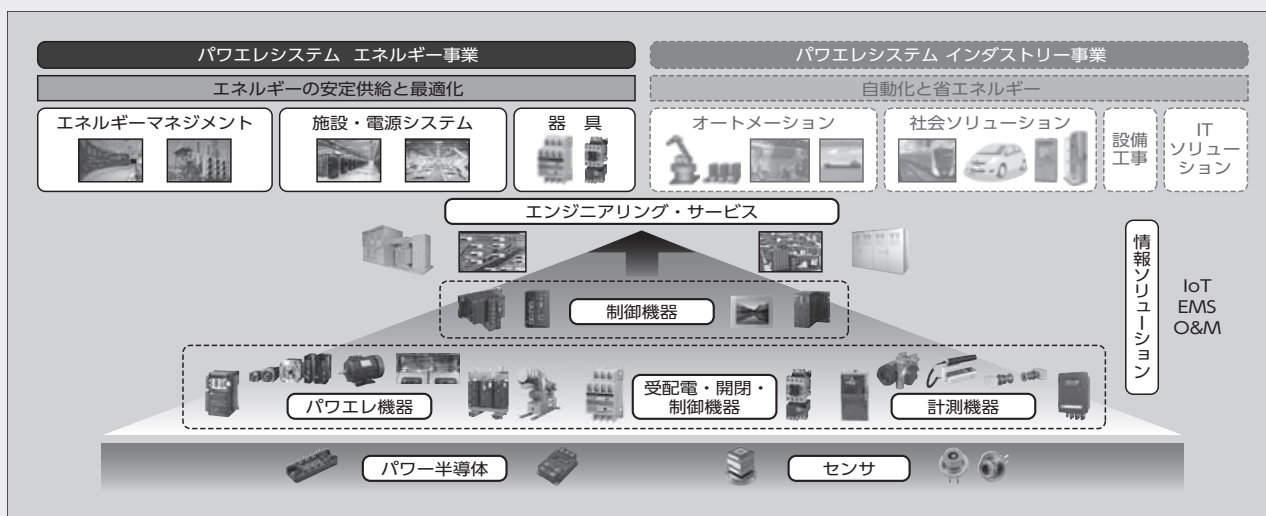 パワエレシステム エネルギー事業
パワエレシステム インダストリー事業
エネルギーの安定供給と最適化
自動化と省エネルギー
エネルギーマネジメント
施設・電源システム
器 具
オートメーション
社会ソリューション
設備
工事
IT
ソリュー
ション
エンジニアリング・サービス
情報ソリューション
IoT
EMS
O&M
制御機器
パワエレ機器
受配電・開閉・
制御機器
計測機器
パワー半導体
センサ